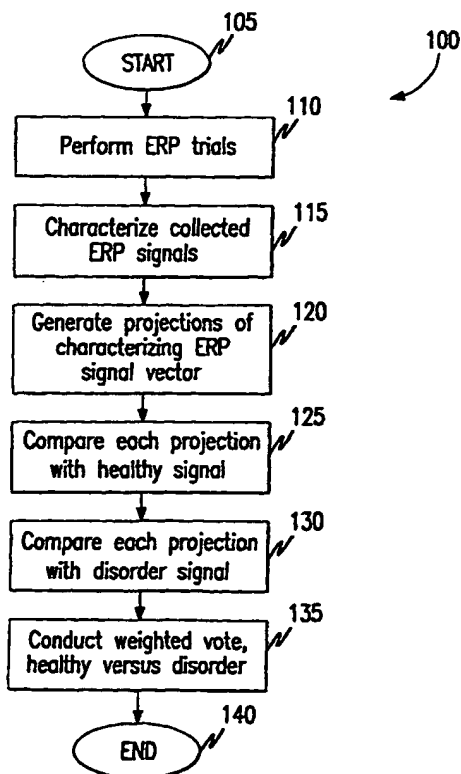 105
START
100
110
Perform ERP trials
115
Characterize collected
ERP signals
120
Generate projections of
characterizing ERP
signal vector
125
Compare each projection
with healthy signal
130
Compare each projection
with disorder signal
135
Conduct weighted vote,
healthy versus disorder
140
END